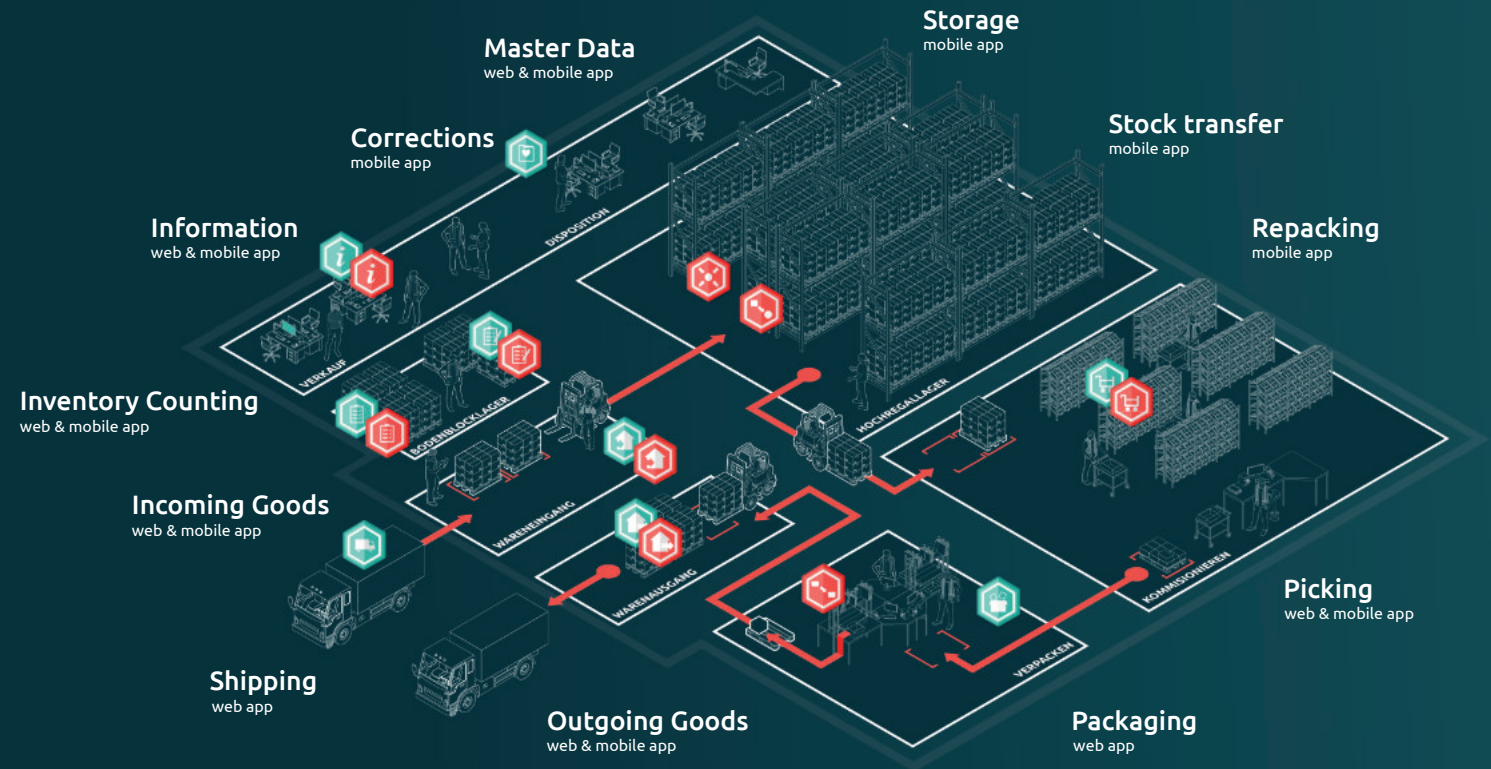 Storage
mobile app
Master Data
web & mobile app
Stock transfer
mobile app
Corrections
mobile app
Information
web & mobile app
Repacking
mobile app
DISPOSITION
VERKAUF
Inventory Counting
web & mobile app
BODENBLOCKLAGER
HOCHREGALLAGER
Incoming Goods
web & mobile app
WARENEINGANG
WARENAUSGANG
KOMMISIONIEREN
Picking
web & mobile app
VERPACKEN
Shipping
web app
Outgoing Goods
web & mobile app
Packaging
web app